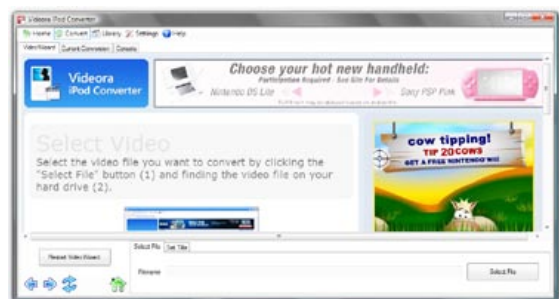 Videora iPod Converter
Home Convert Library Settings Help
Video Wizard Current Conversion Console
Videora
iPod Converter
Choose your hot new handheld:
Participation Required - See Site For Details
Nintendo DS Lite
Sony PSP Pink
cow tipping!
TIP 20 COWS
GET A FREE NINTENDO WII
Select Video
Select the video file you want to convert by clicking the
"Select File" button (1) and finding the video file on your
hard drive (2).
Restart Video Wizard
Select File Set Title
Filename
Select File